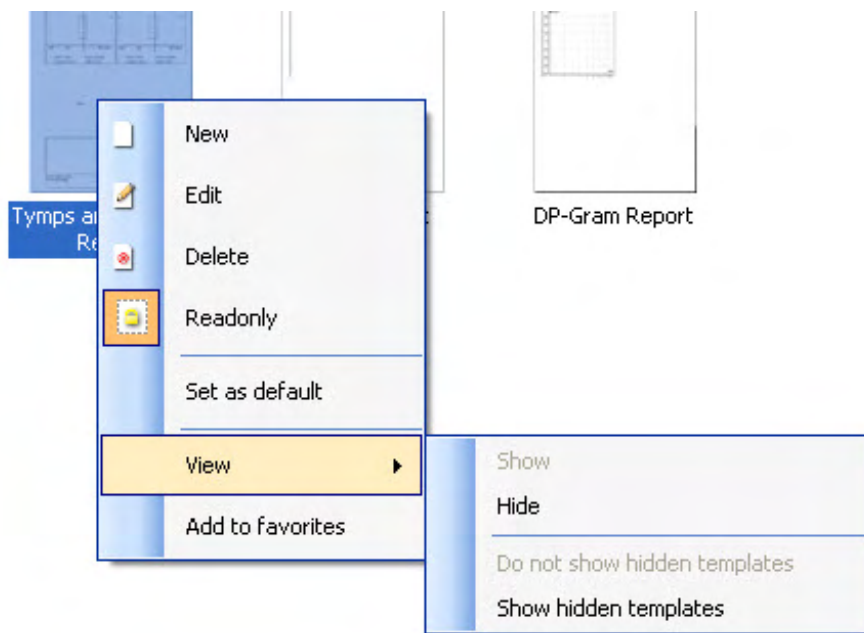 Tymps a
Re
DP-Gram Report
New
Edit
Delete
Readonly
Set as default
View
Add to favorites
Show
Hide
Do not show hidden templates
Show hidden templates